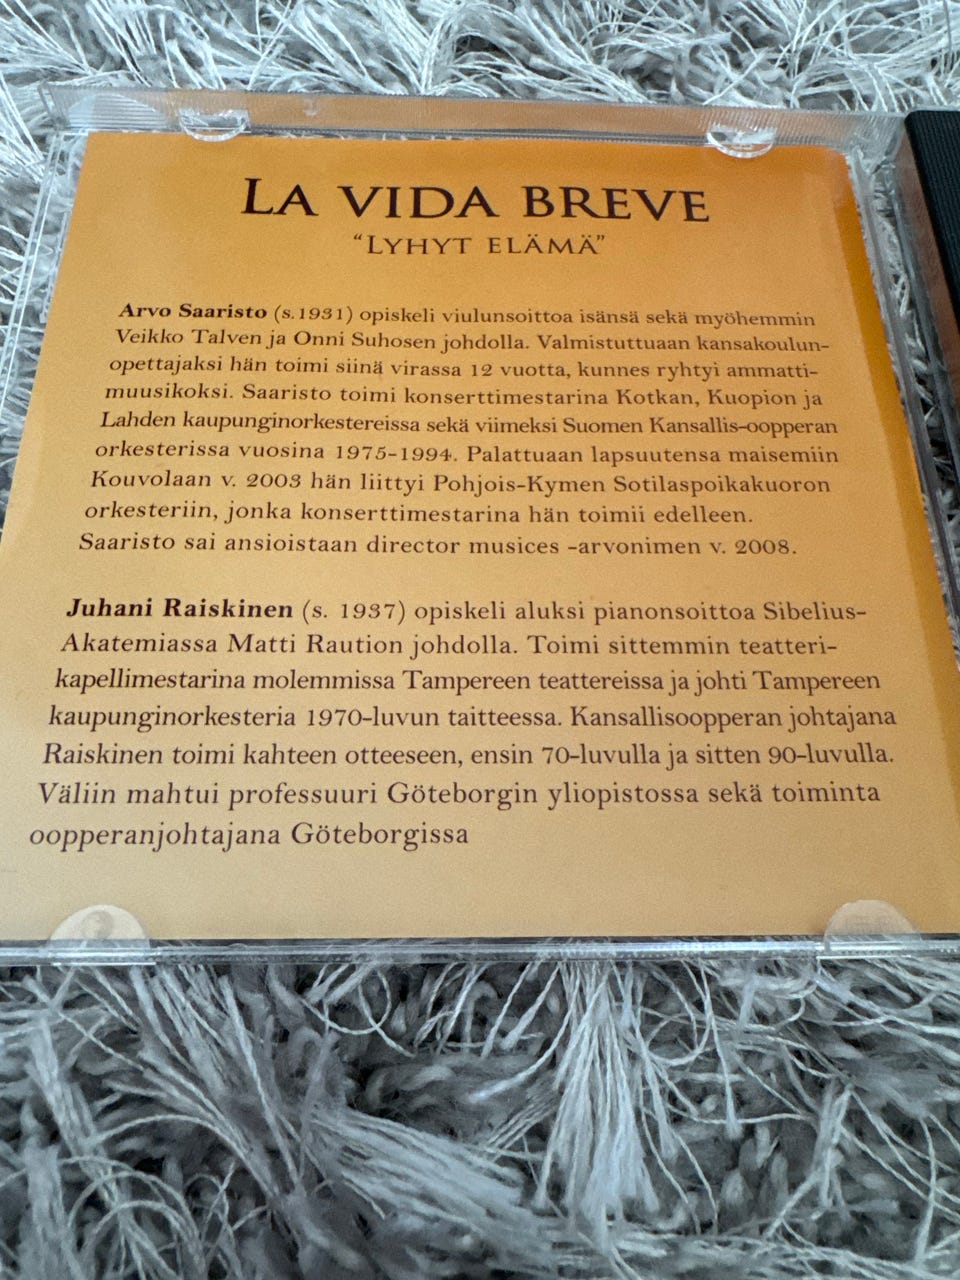 LA VIDA BREVE
“LYHYT ELÄMÄ”
Arvo Saaristo (s.1931) opiskeli viulunsoittoa isänsä sekä myöhemmin
Veikko Talven ja Onni Suhosen johdolla. Valmistuttuaan kansakoulun-
opettajaksi hän toimi siinä virassa 12 vuotta, kunnes ryhtyi ammatti-
muusikoksi. Saaristo toimi konserttimestarina Kotkan, Kuopion ja
Lahden kaupunginorkestereissa sekä viimeksi Suomen Kansallis-oopperan
orkesterissa vuosina 1975-1994. Palattuaan lapsuutensa maisemiin
Kouvolaan v. 2003 hän liittyi Pohjois-Kymen Sotilaspoikakuoron
orkesteriin, jonka konserttimestarina hän toimii edelleen.
Saaristo sai ansioistaan director musices -arvonimen v. 2008.
Juhani Raiskinen (s. 1937) opiskeli aluksi pianonsoittoa Sibelius-
Akatemiassa Matti Raution johdolla. Toimi sittemmin teatteri-
kapellimestarina molemmissa Tampereen teattereissa ja johti Tampereen
kaupunginorkesteria 1970-luvun taitteessa. Kansallisoopperan johtajana
Raiskinen toimi kahteen otteeseen, ensin 70-luvulla ja sitten 90-luvulla.
Väliin mahtui professuuri Göteborgin yliopistossa sekä toiminta
oopperanjohtajana Göteborgissa